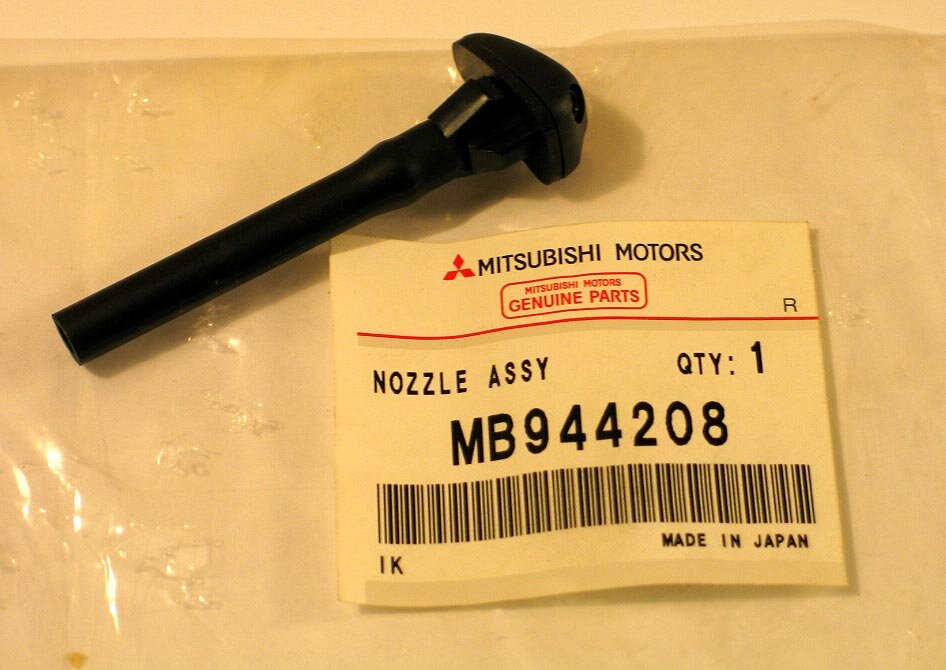 MITSUBISHI MOTORS
MITSUBISHI MOTORS
GENUINE PARTS
R
NOZZLE ASSY QTY: 1
MB944208
MADE IN JAPAN
IK